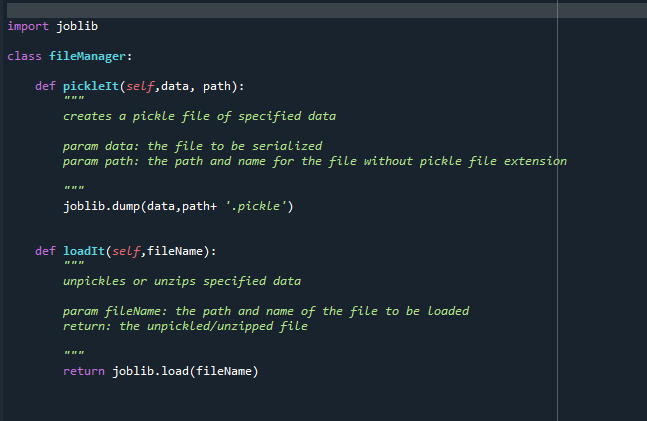 import joblib
class fileManager:
def pickleIt(self,data, path):
"""
creates a pickle file of specified data
param data: the file to be serialized
param path: the path and name for the file without pickle file extension
"""
joblib.dump(data,path+ '.pickle')
def loadIt(self,fileName):
"""
unpickles or unzips specified data
param fileName: the path and name of the file to be loaded
return: the unpickled/unzipped file
"""
return joblib.load(fileName)